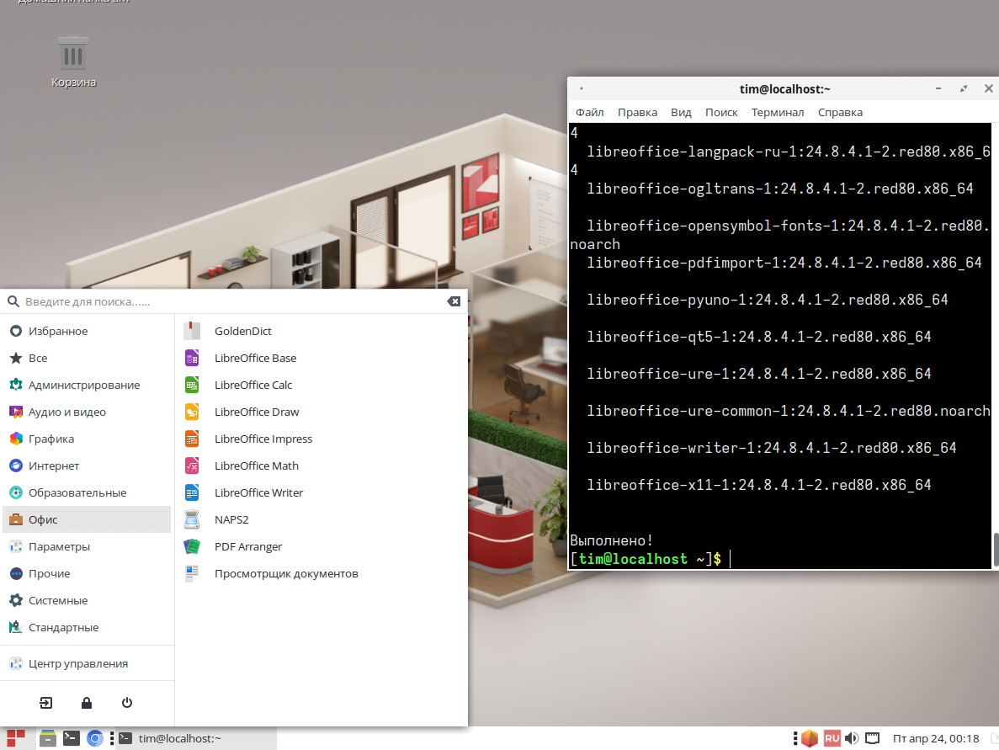 Домашняя папка tim
Корзина
tim@localhost:~
Файл Правка Вид Поиск Терминал Справка
4
libreoffice-langpack-ru-1:24.8.4.1-2.red80.x86_6
4
libreoffice-ogltrans-1:24.8.4.1-2.red80.x86_64
libreoffice-opensymbol-fonts-1:24.8.4.1-2.red80.
noarch
libreoffice-pdfimport-1:24.8.4.1-2.red80.x86_64
libreoffice-pyuno-1:24.8.4.1-2.red80.x86_64
libreoffice-qt5-1:24.8.4.1-2.red80.x86_64
libreoffice-ure-1:24.8.4.1-2.red80.x86_64
libreoffice-ure-common-1:24.8.4.1-2.red80.noarch
libreoffice-writer-1:24.8.4.1-2.red80.x86_64
libreoffice-x11-1:24.8.4.1-2.red80.x86_64
Выполнено!
[tim@localhost ~]$
Введите для поиска......
Избранное
Все
Администрирование
Аудио и видео
Графика
Интернет
Образовательные
Офис
Параметры
Прочие
Системные
Стандартные
Центр управления
GoldenDict
LibreOffice Base
LibreOffice Calc
LibreOffice Draw
LibreOffice Impress
LibreOffice Math
LibreOffice Writer
NAPS2
PDF Arranger
Просмотрщик документов
tim@localhost:~
RU
Пт апр 24, 00:18